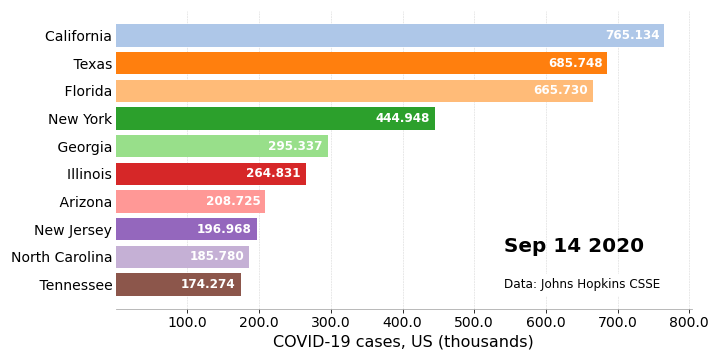 California 765.134
Texas 685.748
Florida 665.730
New York 444.948
Georgia 295.337
Illinois 264.831
Arizona 208.725
New Jersey 196.968
North Carolina 185.780
Tennessee 174.274
Sep 14 2020
Data: Johns Hopkins CSSE
100.0 200.0 300.0 400.0 500.0 600.0 700.0 800.0
COVID-19 cases, US (thousands)